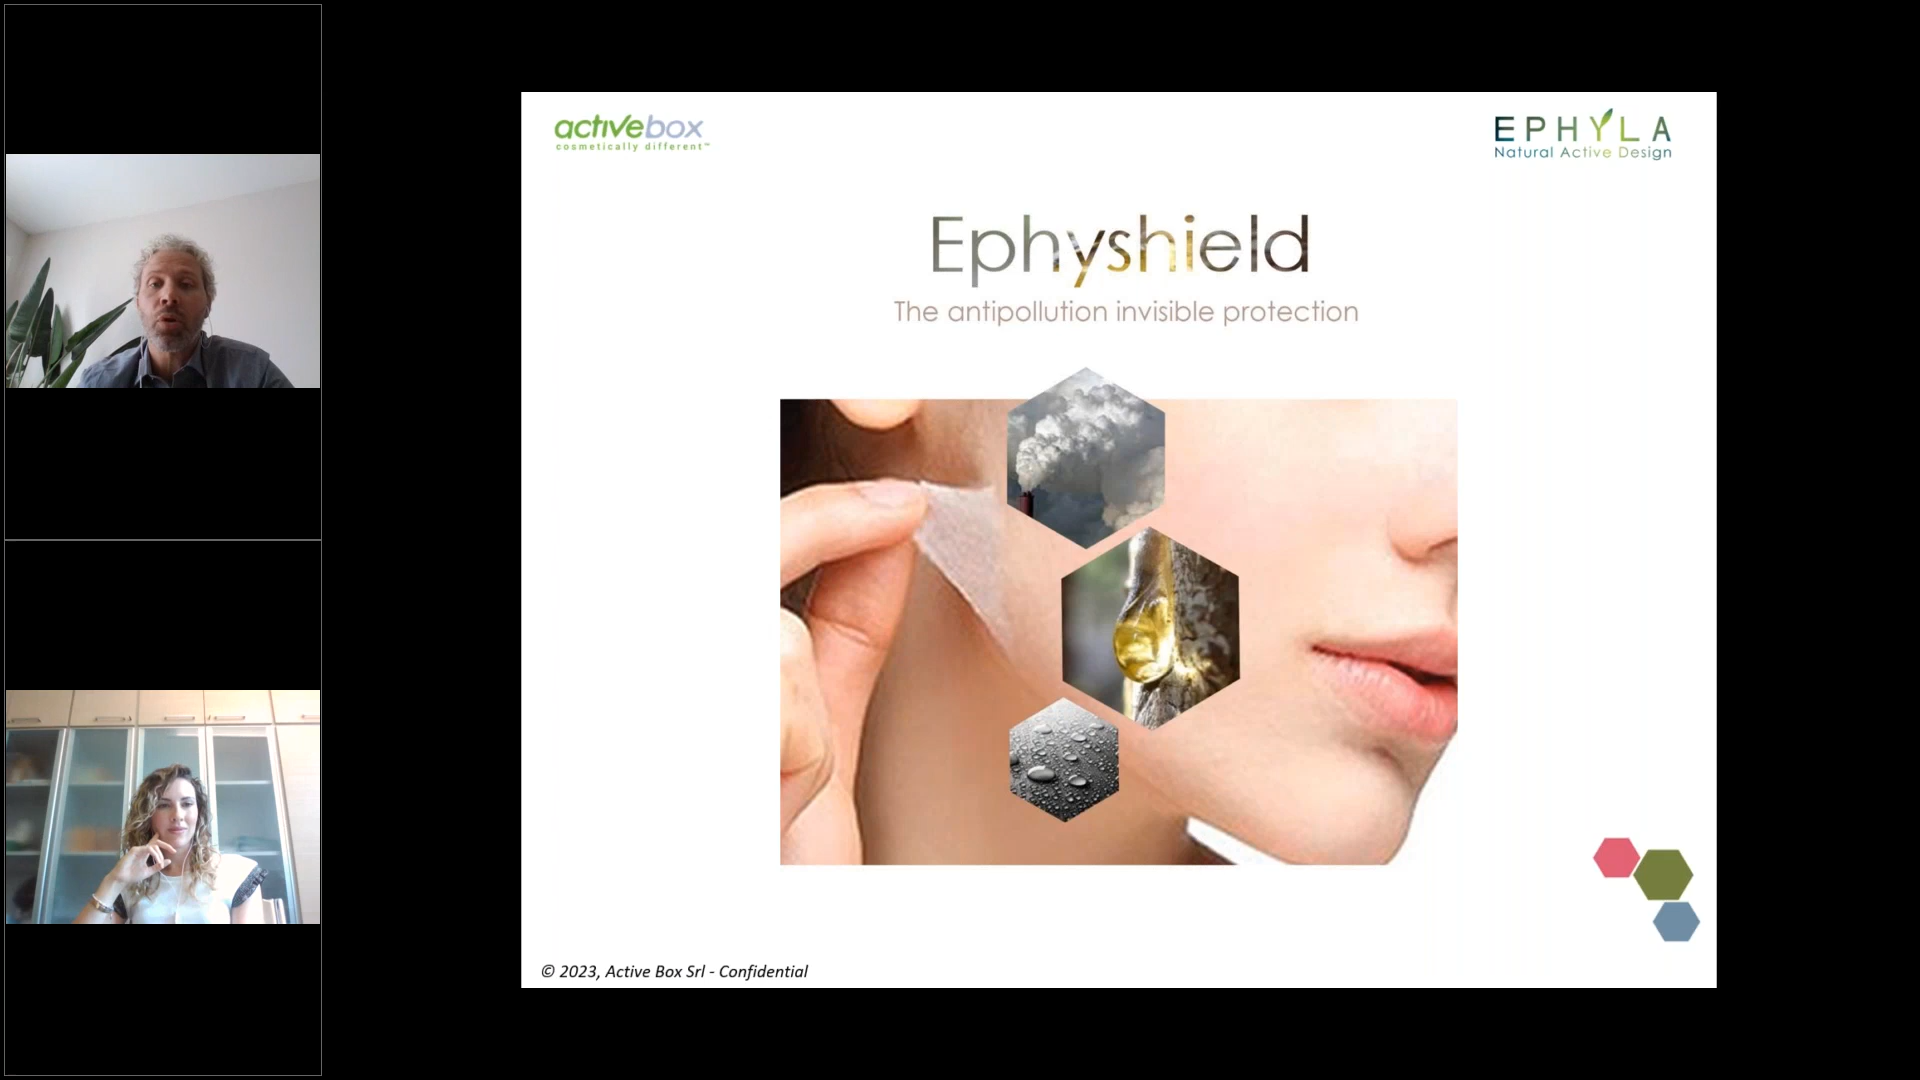 activebox
cosmetically different™
EPHYLA
Natural Active Design
Ephyshield
The antipollution invisible protection
© 2023, Active Box Srl - Confidential